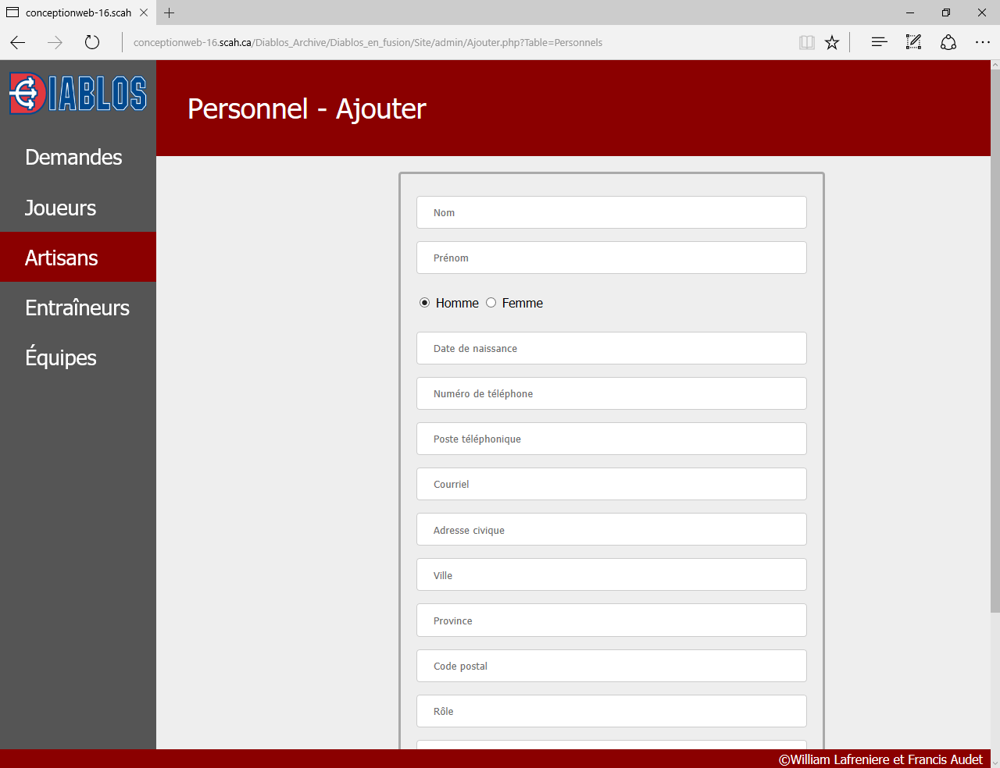 conceptionweb-16.scah
conceptionweb-16.scah.ca/Diablos_Archive/Diablos_en_fusion/Site/admin/Ajouter.php?Table=Personnels
DIABLOS
Personnel - Ajouter
Demandes
Joueurs
Artisans
Entraîneurs
Équipes
Nom
Prénom
Homme Femme
Date de naissance
Numéro de téléphone
Poste téléphonique
Courriel
Adresse civique
Ville
Province
Code postal
Rôle
©William Lafreniere et Francis Audet